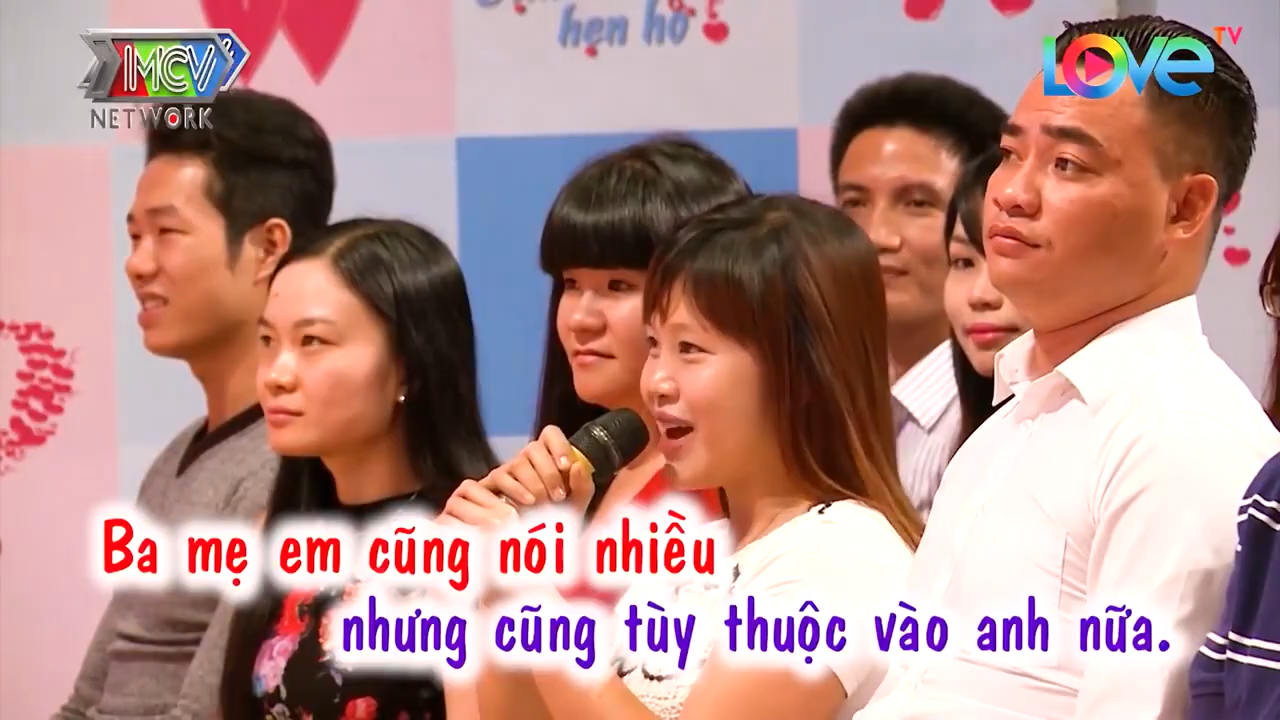 hẹn hò
MCV
NETWORK
LOVE TV
Ba mẹ em cũng nói nhiều
nhưng cũng tùy thuộc vào anh nữa.